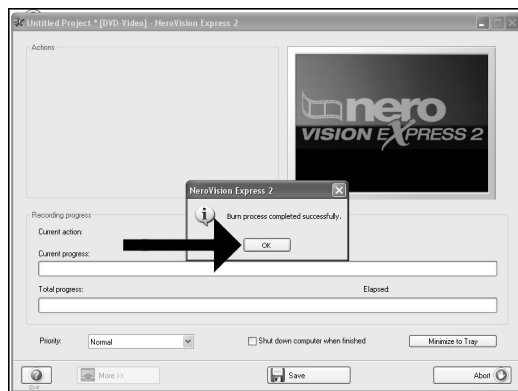 Untitled Project * [DVD-Video] - NeroVision Express 2
Actions
nero
VISION EXPRESS 2
NeroVision Express 2
Burn process completed successfully.
OK
Recording progress
Current action:
Current progress:
Total progress:
Elapsed:
Priority:
Normal
Shut down computer when finished
Minimize to Tray
More >>
Save
Abort